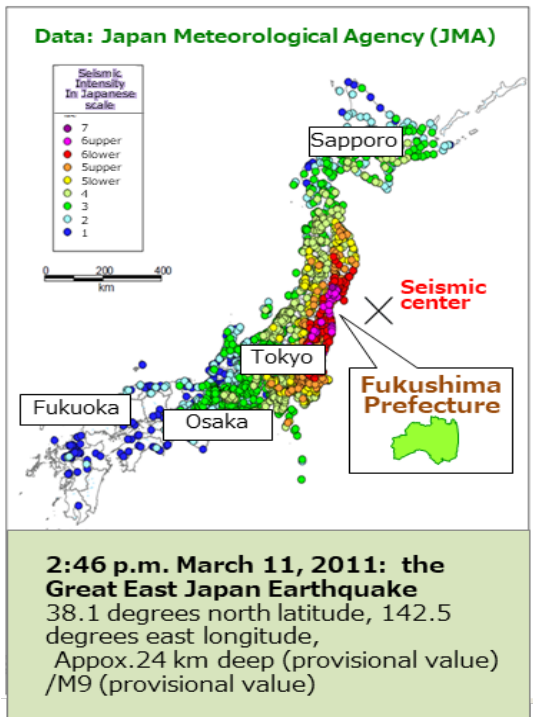 Data: Japan Meteorological Agency (JMA)
Seismic
Intensity
In Japanese
scale
7
6upper
6lower
5upper
5lower
4
3
2
1
0 200 400
km
Sapporo
Seismic
center
Tokyo
Fukushima
Prefecture
Fukuoka
Osaka
2:46 p.m. March 11, 2011: the
Great East Japan Earthquake
38.1 degrees north latitude, 142.5
degrees east longitude,
Appox.24 km deep (provisional value)
/M9 (provisional value)